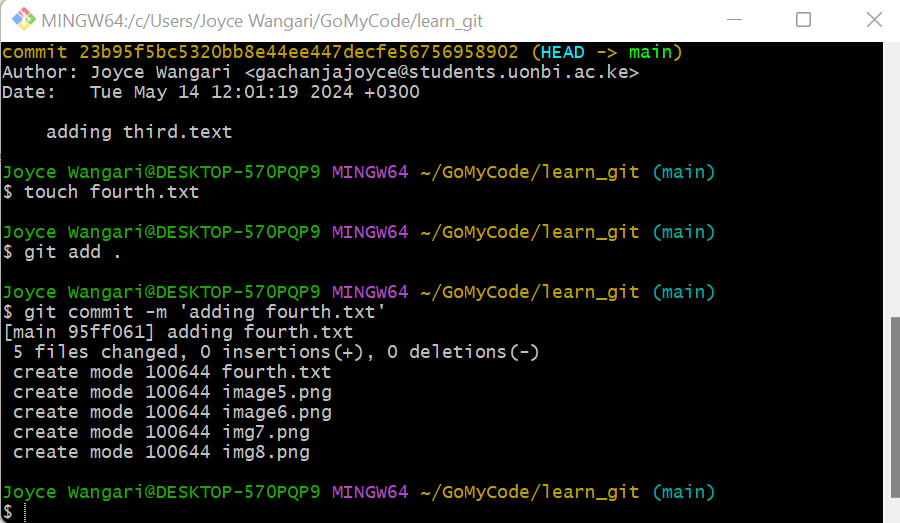 MINGW64:/c/Users/Joyce Wangari/GoMyCode/learn_git
commit 23b95f5bc5320bb8e44ee447decfe56756958902 (HEAD -> main)
Author: Joyce Wangari <gachanjajoyce@students.uonbi.ac.ke>
Date:   Tue May 14 12:01:19 2024 +0300
    adding third.text
Joyce Wangari@DESKTOP-570PQP9 MINGW64 ~/GoMyCode/learn_git (main)
$ touch fourth.txt
Joyce Wangari@DESKTOP-570PQP9 MINGW64 ~/GoMyCode/learn_git (main)
$ git add .
Joyce Wangari@DESKTOP-570PQP9 MINGW64 ~/GoMyCode/learn_git (main)
$ git commit -m 'adding fourth.txt'
[main 95ff061] adding fourth.txt
 5 files changed, 0 insertions(+), 0 deletions(-)
 create mode 100644 fourth.txt
 create mode 100644 image5.png
 create mode 100644 image6.png
 create mode 100644 img7.png
 create mode 100644 img8.png
Joyce Wangari@DESKTOP-570PQP9 MINGW64 ~/GoMyCode/learn_git (main)
$